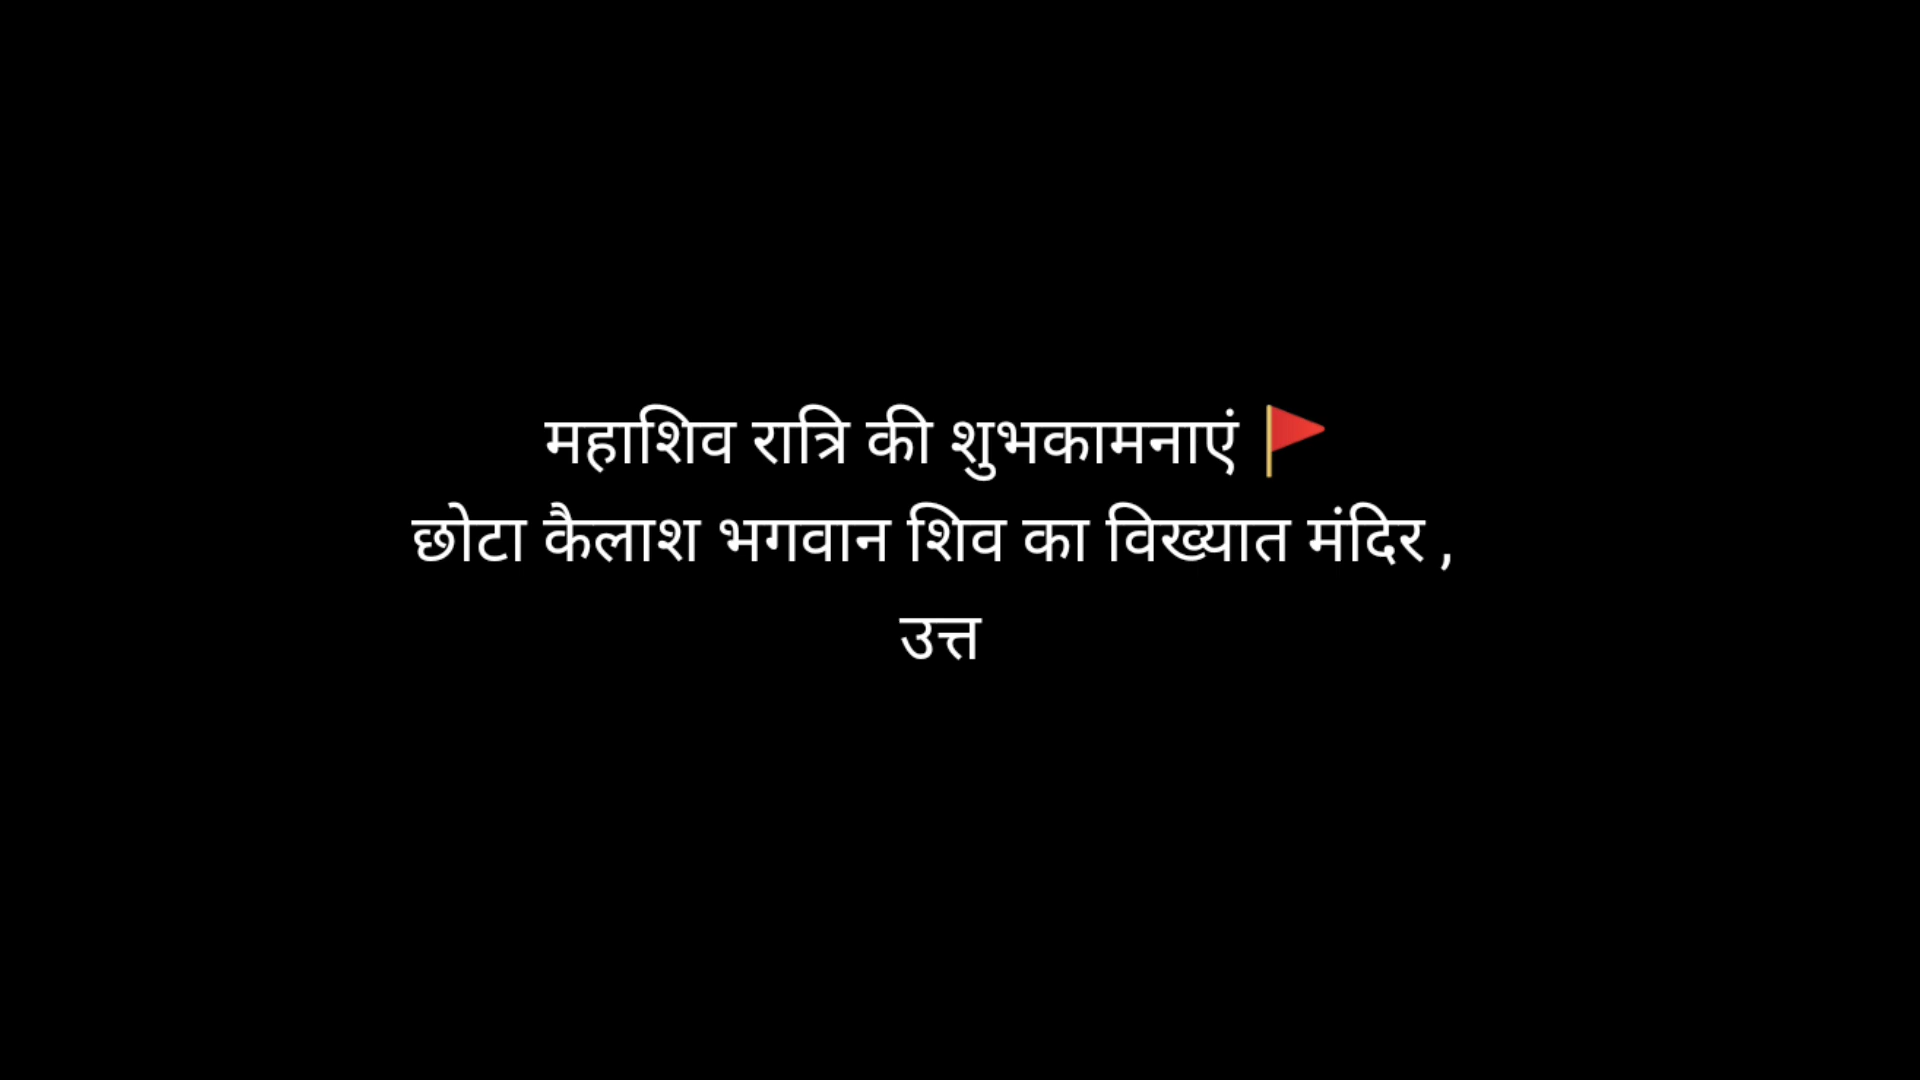 महाशिव रात्रि की शुभकामनाएं 🚩
छोटा कैलाश भगवान शिव का विख्यात मंदिर ,
उत्त